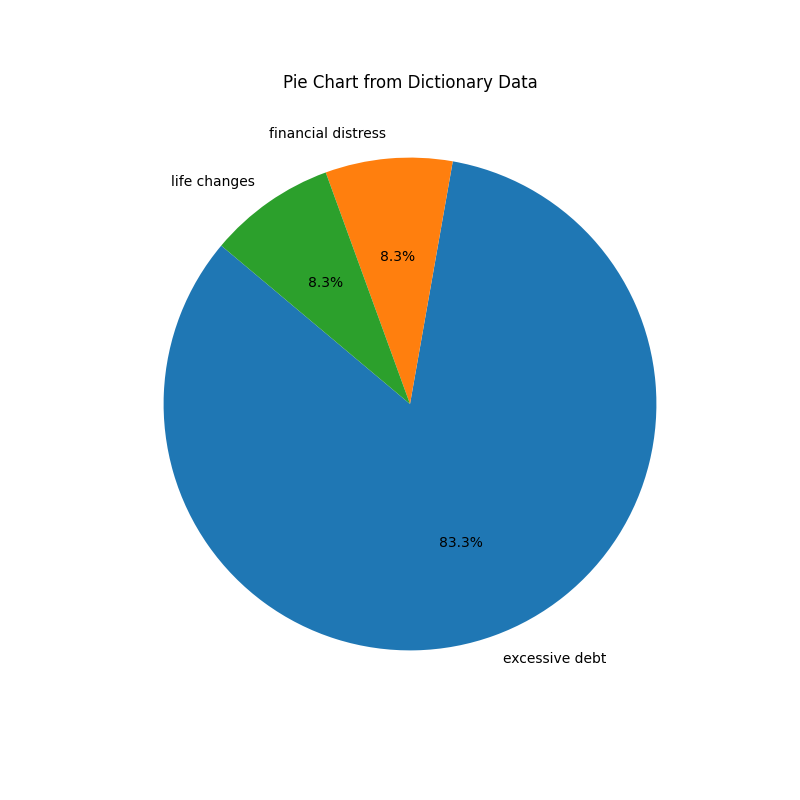 Pie Chart from Dictionary Data
financial distress
life changes
8.3%
8.3%
83.3%
excessive debt